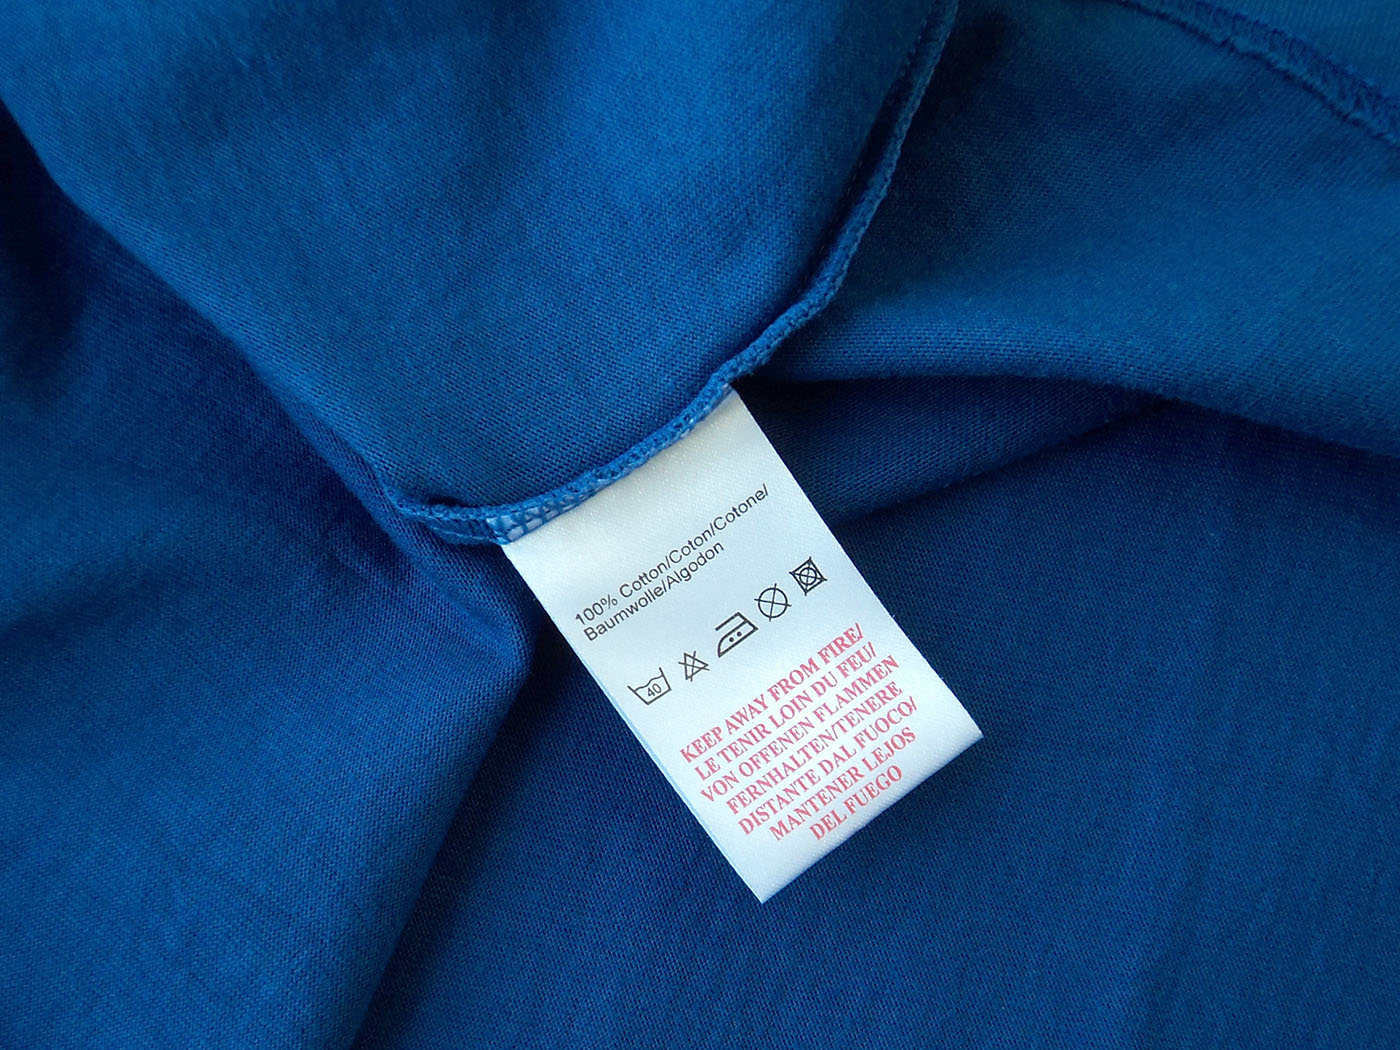 100% Cotton/Coton/Cotone/
Baumwolle/Algodon
40
KEEP AWAY FROM FIRE/
LE TENIR LOIN DU FEU/
VON OFFENEN FLAMMEN
FERNHALTEN/TENERE
DISTANTE DAL FUOCO/
MANTENER LEJOS
DEL FUEGO